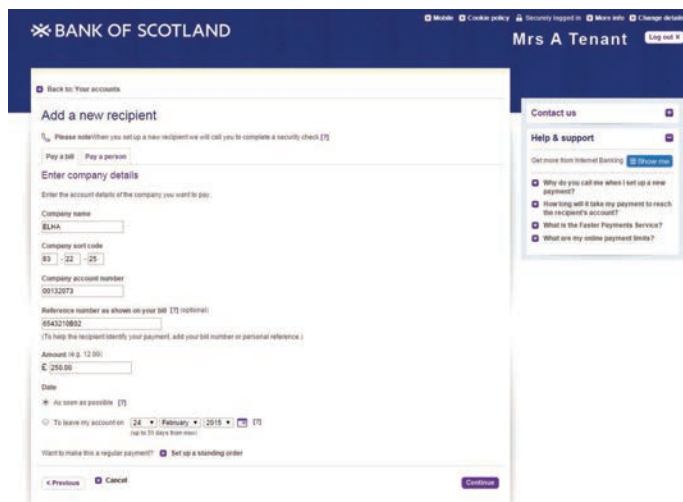 Mobile Cookie policy Securely logged in More info Change details
BANK OF SCOTLAND
Mrs A Tenant
Log out X
Back to: Your accounts
Add a new recipient
Please note When you set up a new recipient we will call you to complete a security check [?]
Pay a bill Pay a person
Enter company details
Enter the account details of the company you want to pay.
Company name
ELHA
Company sort code
83 - 22 - 25
Company account number
00132073
Reference number as shown on your bill [?] (optional)
6543210B02
(To help the recipient identify your payment, add your bill number or personal reference.)
Amount (e.g. 12.00)
£ 250.00
Date
As soon as possible [?]
To leave my account on 24 February 2015 [?]
(up to 31 days from now)
Want to make this a regular payment? Set up a standing order
< Previous Cancel Continue
Contact us
Help & support
Get more from Internet Banking Show me
Why do you call me when I set up a new
payment?
How long will it take my payment to reach
the recipient's account?
What is the Faster Payments Service?
What are my online payment limits?